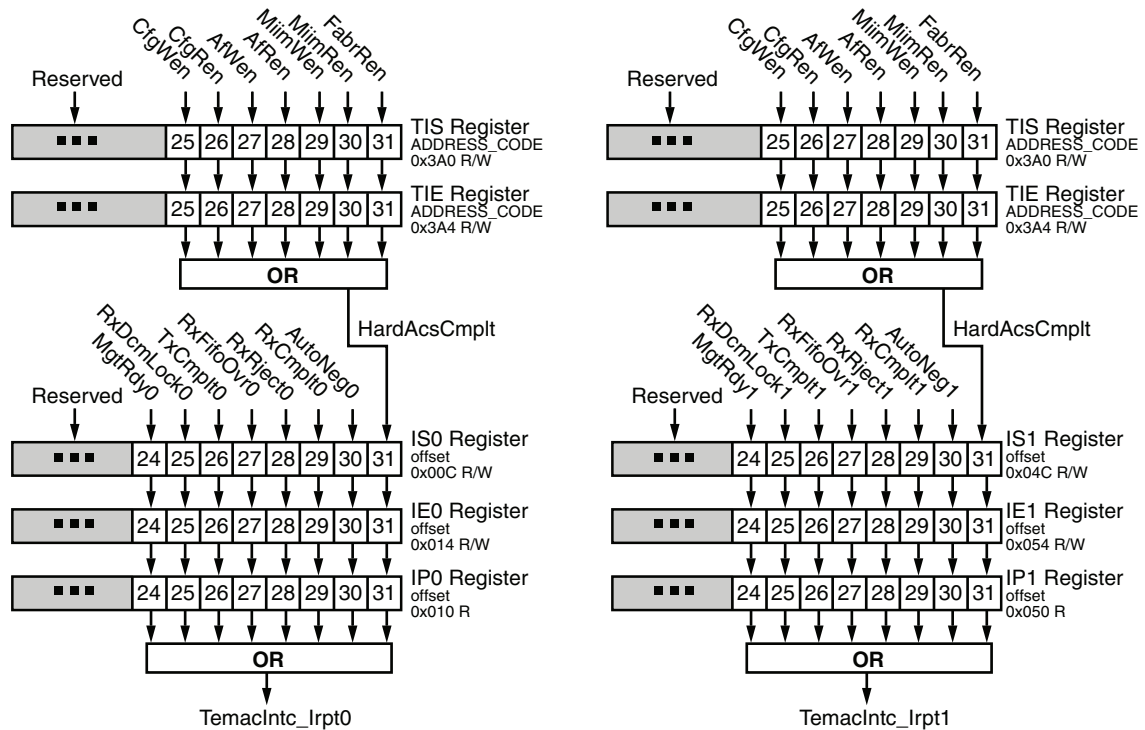 CfgWen CfgRen AfWen AfRen MiimWen MiimRen FabrRen
Reserved
25 26 27 28 29 30 31
TIS Register
ADDRESS_CODE
0x3A0 R/W
25 26 27 28 29 30 31
TIE Register
ADDRESS_CODE
0x3A4 R/W
OR
HardAcsCmplt
MgtRdy0 RxDcmLock0 TxCmplt0 RxFifoOvr0 RxRject0 RxCmplt0 AutoNeg0
Reserved
24 25 26 27 28 29 30 31
IS0 Register
offset
0x00C R/W
24 25 26 27 28 29 30 31
IE0 Register
offset
0x014 R/W
24 25 26 27 28 29 30 31
IP0 Register
offset
0x010 R
OR
TemacIntc_Irpt0
CfgWen CfgRen AfWen AfRen MiimWen MiimRen FabrRen
Reserved
25 26 27 28 29 30 31
TIS Register
ADDRESS_CODE
0x3A0 R/W
25 26 27 28 29 30 31
TIE Register
ADDRESS_CODE
0x3A4 R/W
OR
HardAcsCmplt
MgtRdy1 RxDcmLock1 TxCmplt1 RxFifoOvr1 RxRject1 RxCmplt1 AutoNeg1
Reserved
24 25 26 27 28 29 30 31
IS1 Register
offset
0x04C R/W
24 25 26 27 28 29 30 31
IE1 Register
offset
0x054 R/W
24 25 26 27 28 29 30 31
IP1 Register
offset
0x050 R
OR
TemacIntc_Irpt1